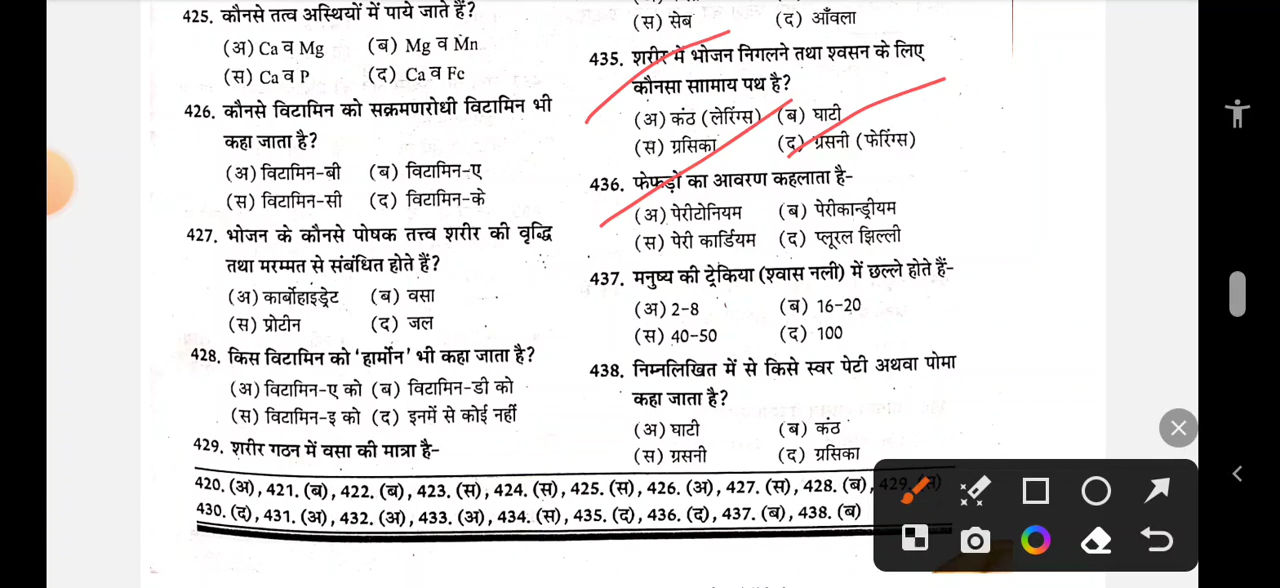 425. कौनसे तत्व अस्थियों में पाये जाते हैं?
(अ) Ca व Mg (ब) Mg व Mn
(स) Ca व P (द) Ca व Fc
426. कौनसे विटामिन को सक्रमणरोधी विटामिन भी
कहा जाता है?
(अ) विटामिन-बी (ब) विटामिन-ए
(स) विटामिन-सी (द) विटामिन-के
427. भोजन के कौनसे पोषक तत्त्व शरीर की वृद्धि
तथा मरम्मत से संबंधित होते हैं?
(अ) कार्बोहाइड्रेट (ब) वसा
(स) प्रोटीन (द) जल
428. किस विटामिन को 'हार्मोन' भी कहा जाता है?
(अ) विटामिन-ए को (ब) विटामिन-डी को
(स) विटामिन-इ को (द) इनमें से कोई नहीं
429. शरीर गठन में वसा की मात्रा है-
(स) सेब (द) आँवला
435. शरीर में भोजन निगलने तथा श्वसन के लिए
कौनसा साामाय पथ है?
(अ) कंठ (लेरिंग्स) (ब) घाटी
(स) ग्रसिका (द) ग्रसनी (फेरिंग्स)
436. फेफड़ों का आवरण कहलाता है-
(अ) पेरीटोनियम (ब) पेरीकान्ड्रीयम
(स) पेरी कार्डियम (द) प्लूरल झिल्ली
437. मनुष्य की ट्रेकिया (श्वास नली) में छल्ले होते हैं-
(अ) 2-8 (ब) 16-20
(स) 40-50 (द) 100
438. निम्नलिखित में से किसे स्वर पेटी अथवा पोमा
कहा जाता है?
(अ) घाटी (ब) कंठ
(स) ग्रसनी (द) ग्रसिका
420. (अ), 421. (ब), 422. (ब), 423. (स), 424. (स), 425. (स), 426. (अ), 427. (स), 428. (ब), 429. (स)
430. (द), 431. (अ), 432. (अ), 433. (अ), 434. (स), 435. (द), 436. (द), 437. (ब), 438. (ब)